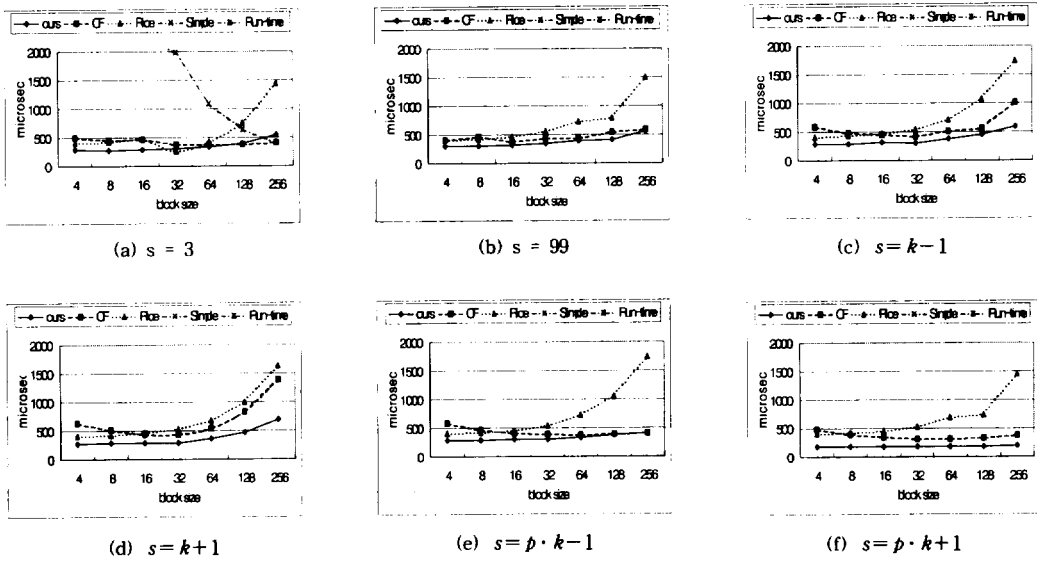 ours CF Rice Simple Run-time
2000
1500
1000
500
0
microsec
4 8 16 32 64 128 256
block size
(a) s = 3
ours CF Rice Simple Run-time
2000
1500
1000
500
0
microsec
4 8 16 32 64 128 256
block size
(b) s = 99
ours CF Rice Simple Run-time
2000
1500
1000
500
0
microsec
4 8 16 32 64 128 256
block size
(c) s = k−1
ours CF Rice Simple Run-time
2000
1500
1000
500
0
microsec
4 8 16 32 64 128 256
block size
(d) s = k+1
ours CF Rice Simple Run-time
2000
1500
1000
500
0
microsec
4 8 16 32 64 128 256
block size
(e) s = p · k−1
ours CF Rice Simple Run-time
2000
1500
1000
500
0
microsec
4 8 16 32 64 128 256
block size
(f) s = p · k+1